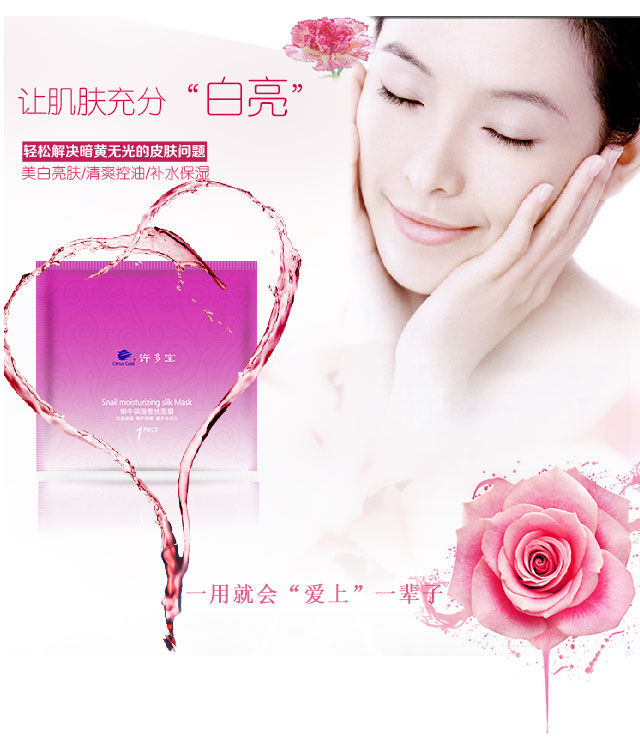 让肌肤充分“白亮”
轻松解决暗黄无光的皮肤问题
美白亮肤/清爽控油/补水保湿
许多宝
Snail moisturizing silk Mask
蜗牛保湿蚕丝面膜
1 PIECE
一用就会“爱上”一辈子